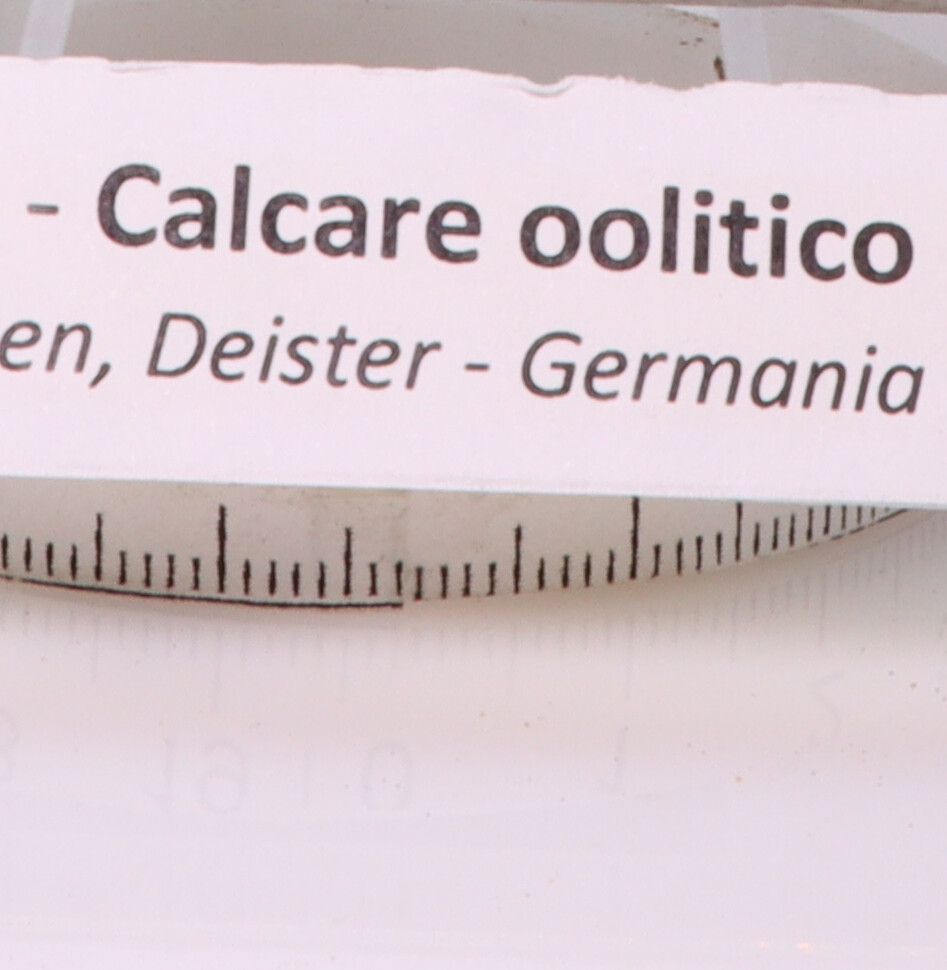 - Calcare oolitico
en, Deister - Germania